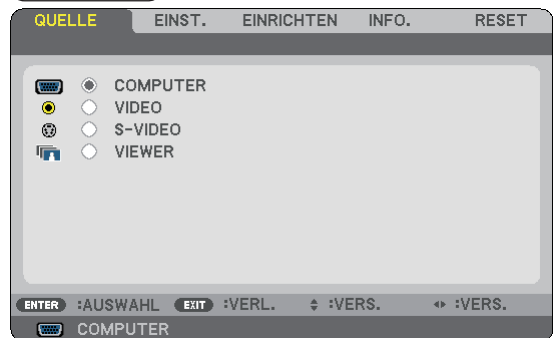 QUELLE EINST. EINRICHTEN INFO. RESET
COMPUTER
VIDEO
S-VIDEO
VIEWER
ENTER :AUSWAHL EXIT :VERL. :VERS. :VERS.
COMPUTER